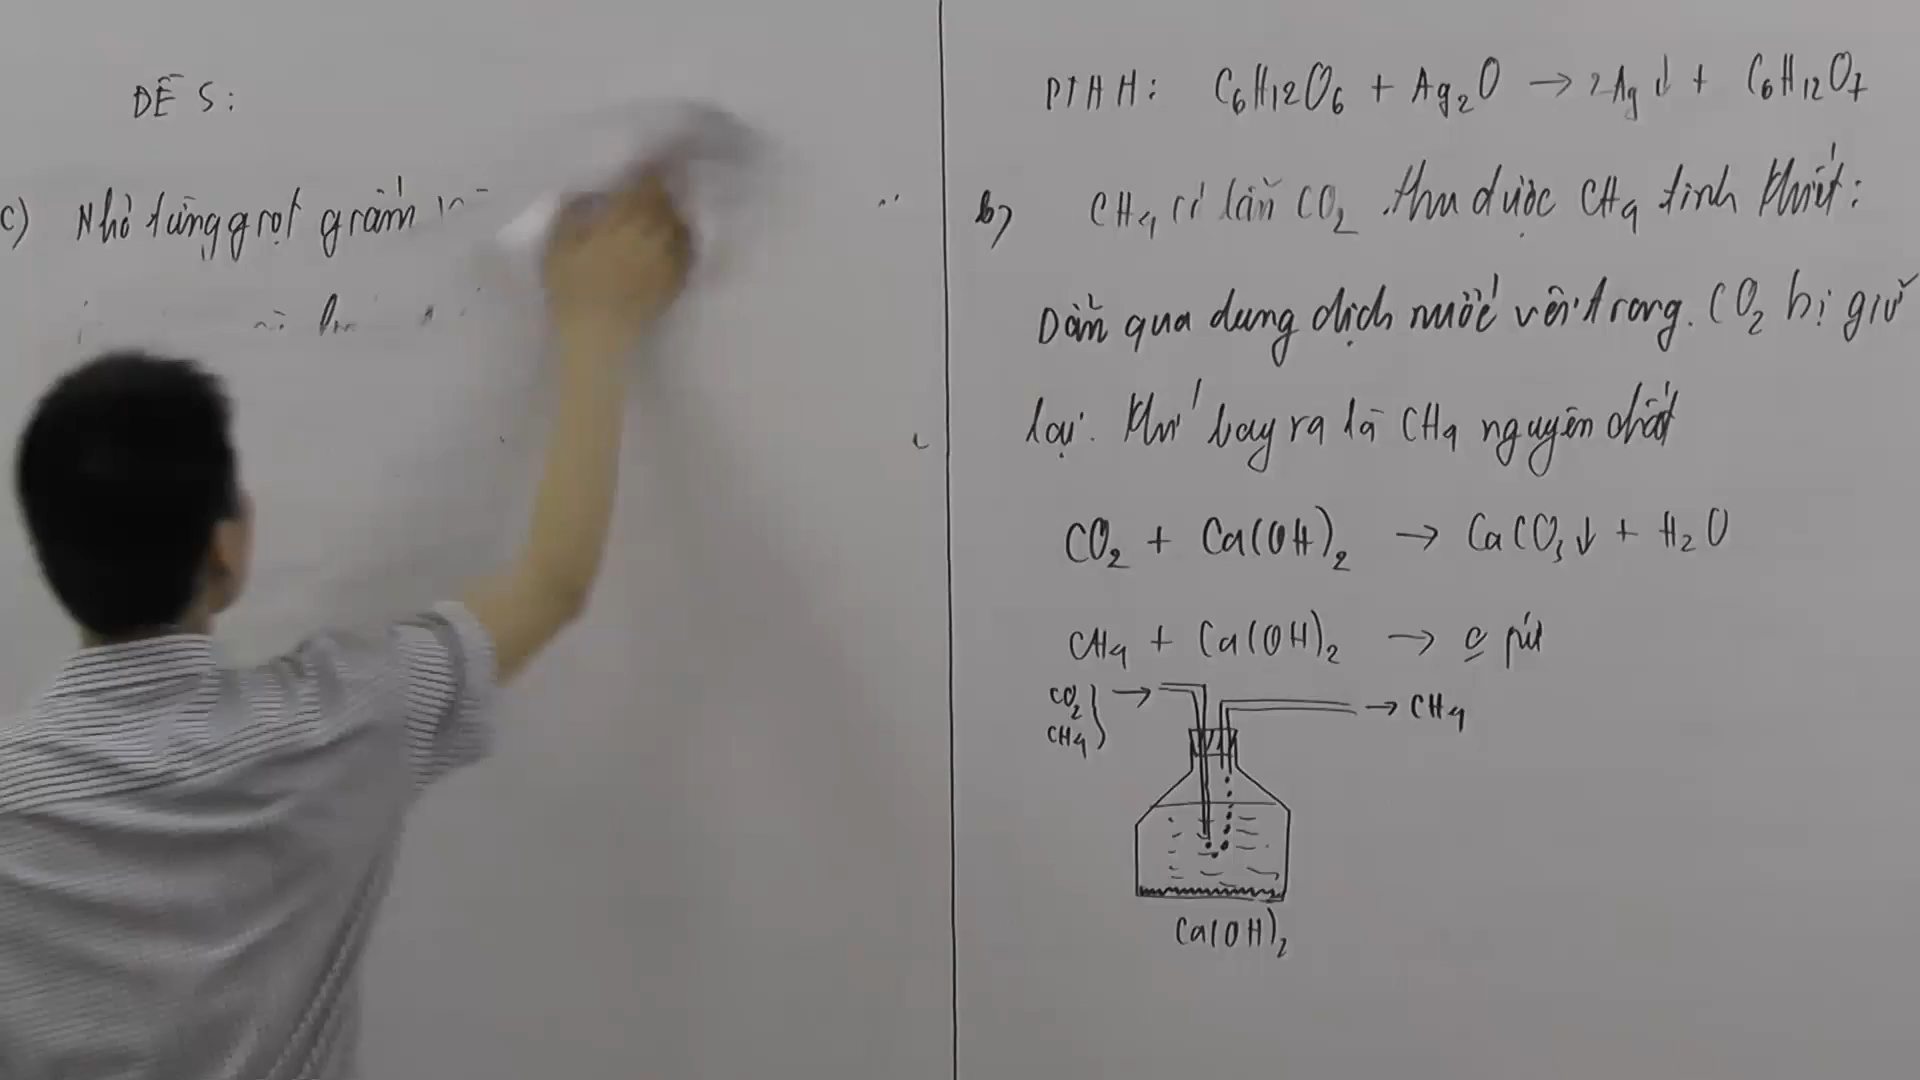 ĐỀ 5:
c) Nhỏ từng giọt giấm
PTHH: C₆H₁₂O₆ + Ag₂O → 2Ag↓ + C₆H₁₂O₇
b) CH₄ có lẫn CO₂ thu được CH₄ tinh khiết:
Dẫn qua dung dịch nước vôi trong. CO₂ bị giữ
lại. Khí bay ra là CH₄ nguyên chất
CO₂ + Ca(OH)₂ → CaCO₃↓ + H₂O
CH₄ + Ca(OH)₂ →
CO₂
CH₄
→ CH₄
Ca(OH)₂